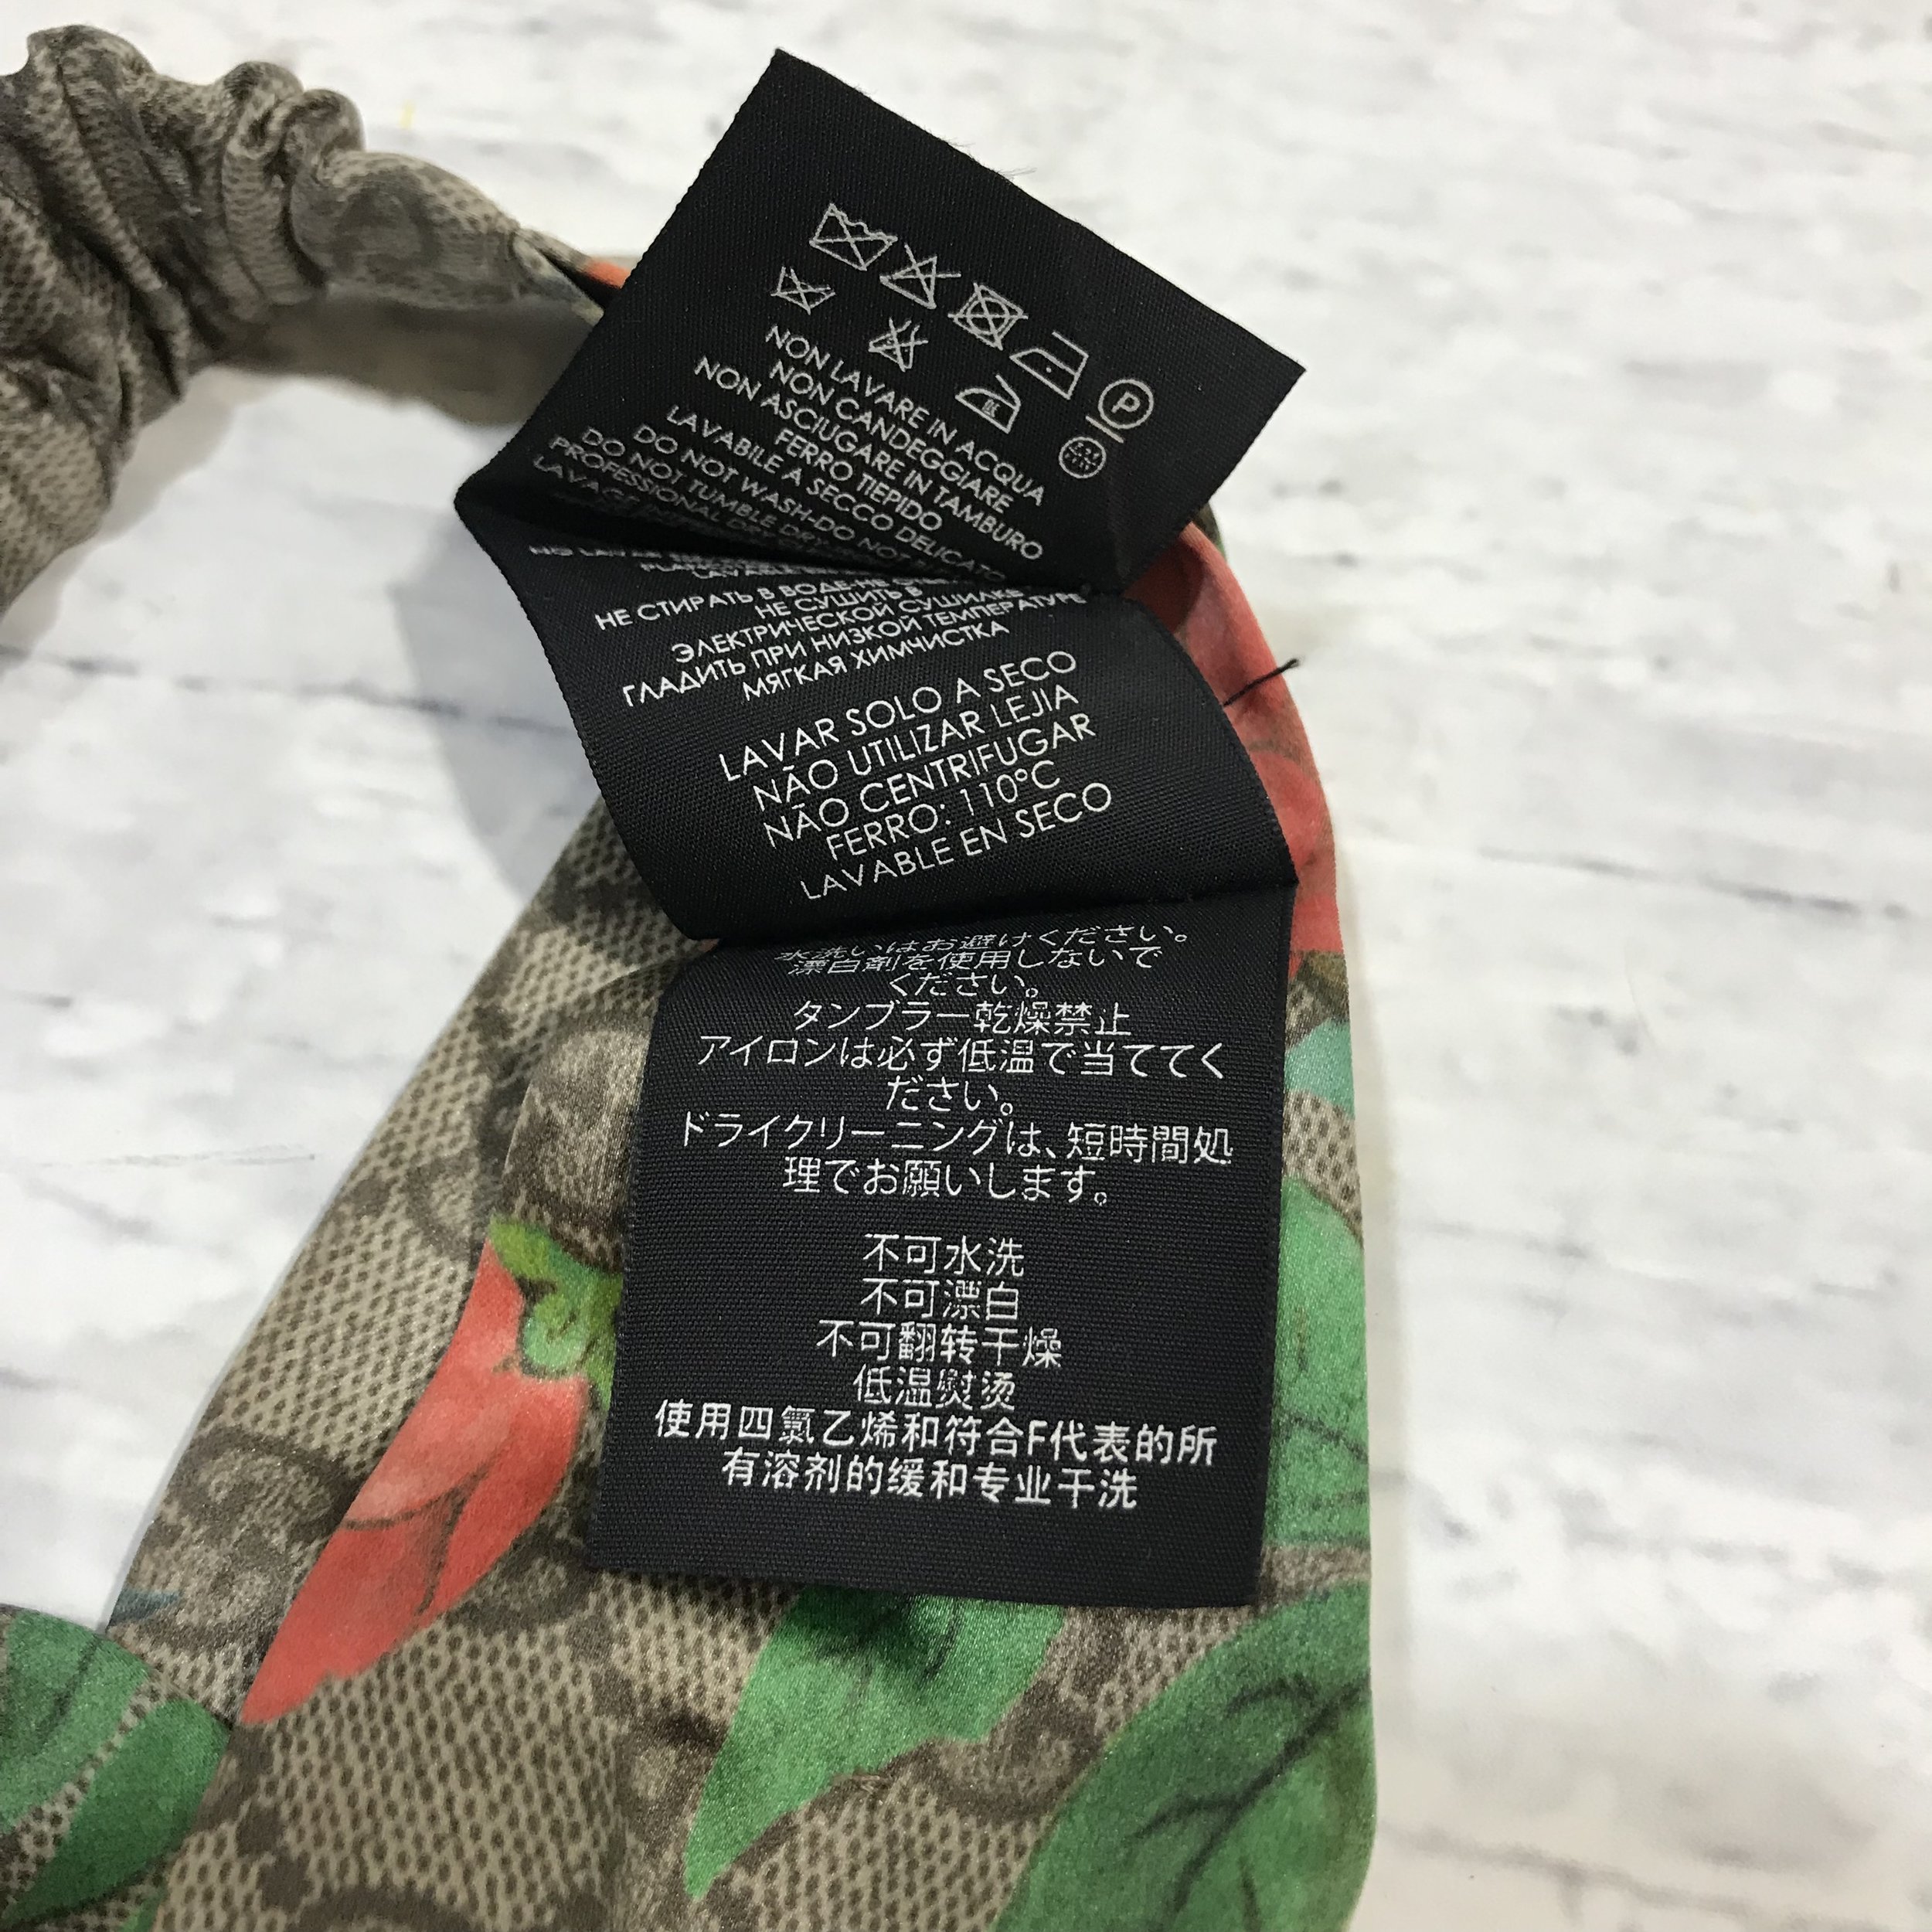 P
NON LAVARE IN ACQUA
NON CANDEGGIARE
NON ASCIUGARE IN TAMBURO
FERRO TIEPIDO
LAVABILE A SECCO DELICATO
DO NOT WASH-DO NOT
DO NOT TUMBLE DRY
PROFESSIONAL
LAVAGE
НЕ СТИРАТЬ В ВОДЕ-НЕ
НЕ СУШИТЬ В
ЭЛЕКТРИЧЕСКОЙ СУШИЛКЕ
ГЛАДИТЬ ПРИ НИЗКОЙ ТЕМПЕРАТУРЕ
МЯГКАЯ ХИМЧИСТКА
LAVAR SOLO A SECO
NÃO UTILIZAR LEJIA
NÃO CENTRIFUGAR
FERRO: 110°C
LAVABLE EN SECO
水洗いはお避けください。
漂白剤を使用しないで
ください。
タンブラー乾燥禁止
アイロンは必ず低温で当ててく
ださい。
ドライクリーニングは、短時間処
理でお願いします。
不可水洗
不可漂白
不可翻转干燥
低温熨烫
使用四氯乙烯和符合F代表的所
有溶剂的缓和专业干洗